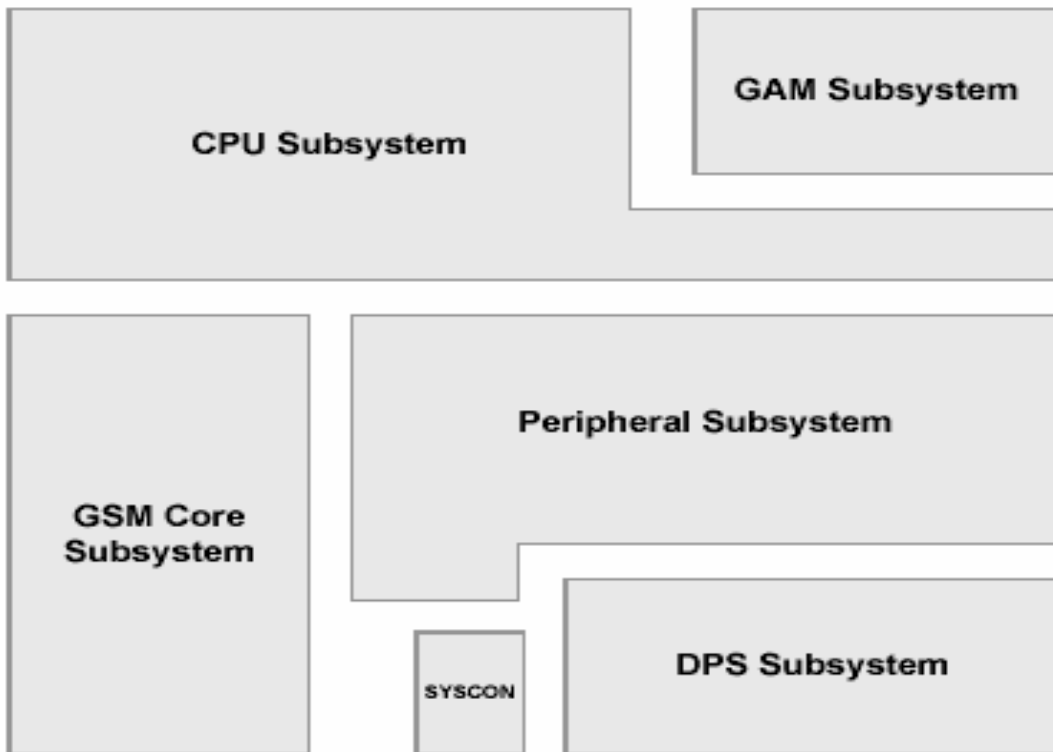 CPU Subsystem
GAM Subsystem
Peripheral Subsystem
GSM Core
Subsystem
DPS Subsystem
SYSCON